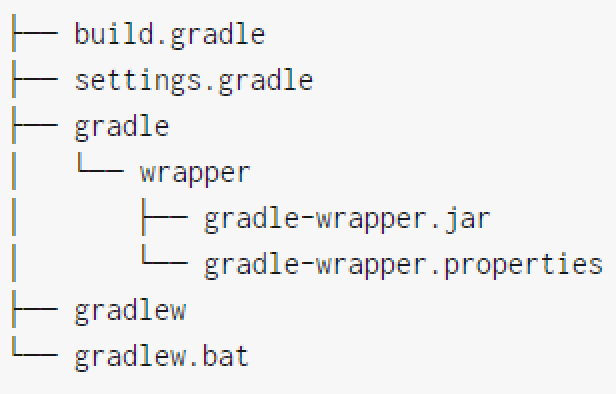 ├── build.gradle
├── settings.gradle
├── gradle
│   └── wrapper
│       ├── gradle-wrapper.jar
│       └── gradle-wrapper.properties
├── gradlew
└── gradlew.bat